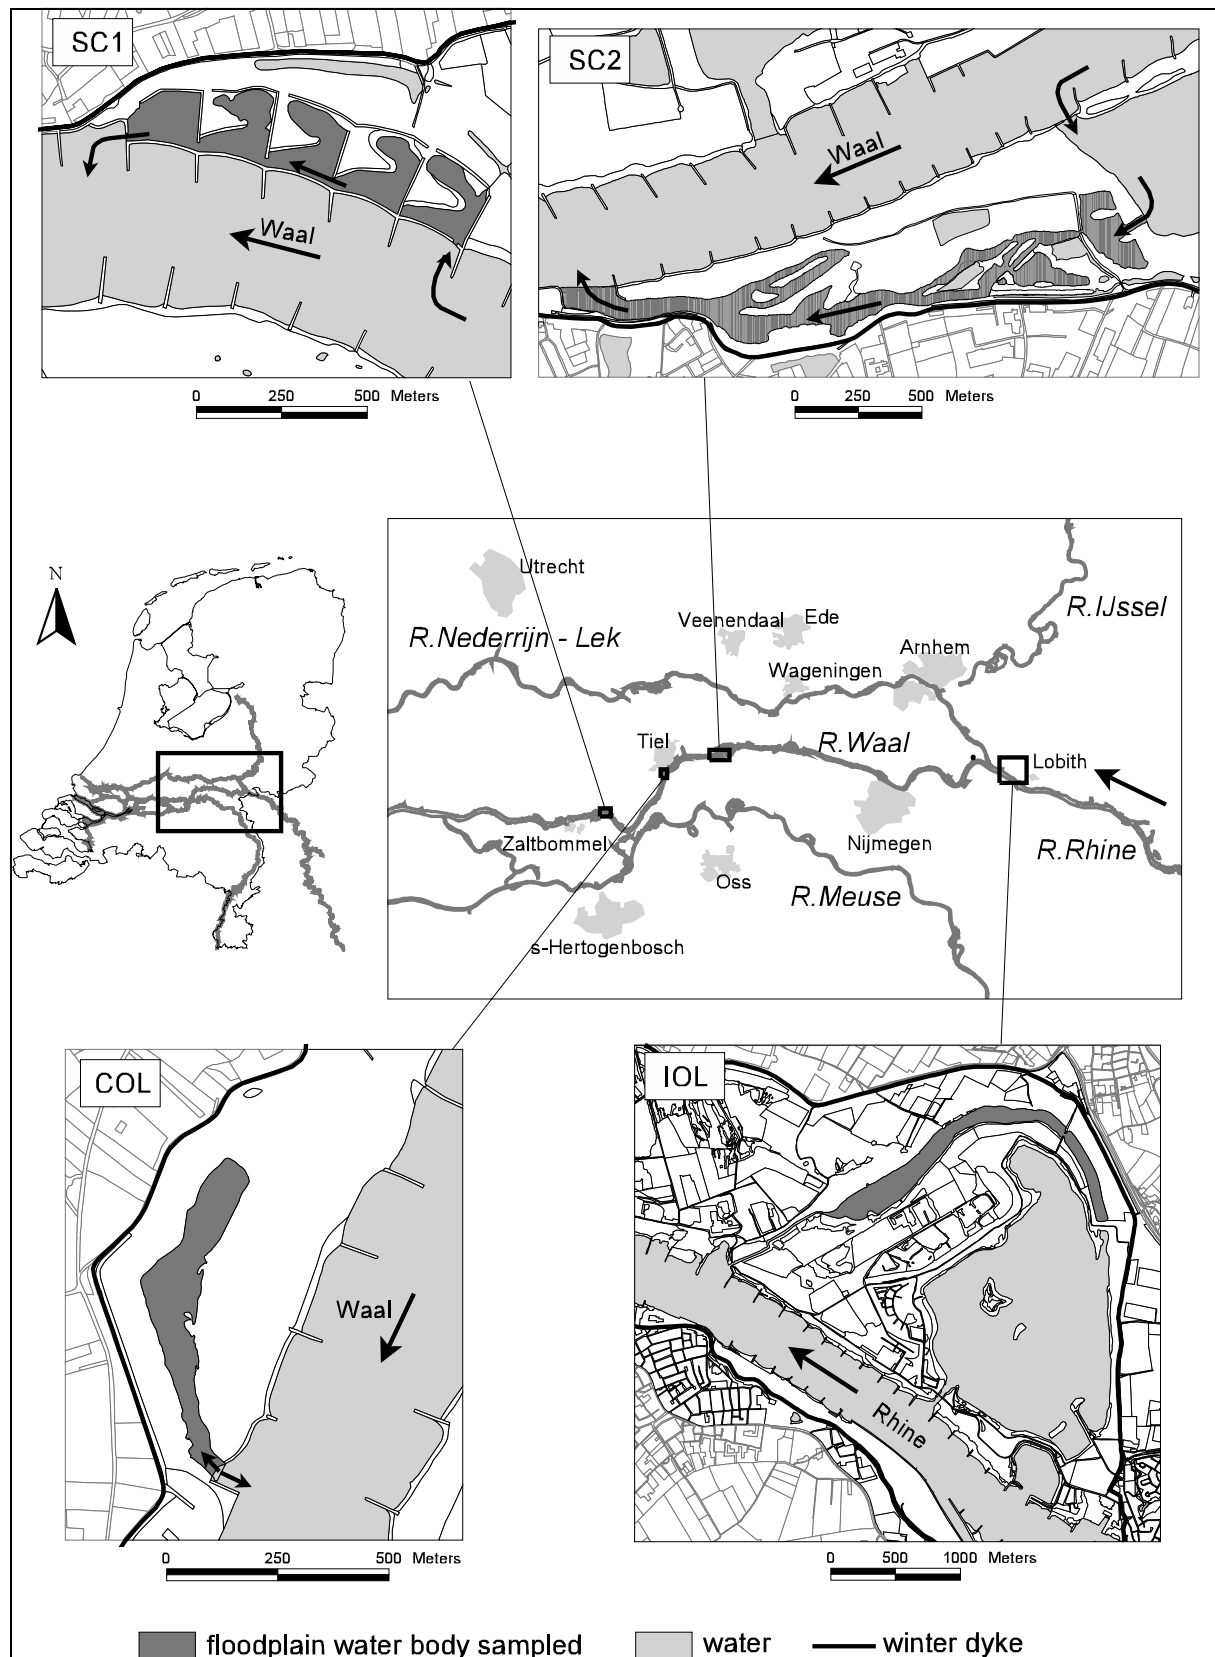 SC1
Waal
0 250 500 Meters
SC2
Waal
0 250 500 Meters
N
Utrecht
R.Nederrijn - Lek
Veenendaal
Ede
Wageningen
Arnhem
R.IJssel
Tiel
R.Waal
Lobith
Zaltbommel
Nijmegen
R.Rhine
Oss
R.Meuse
s-Hertogenbosch
COL
Waal
0 250 500 Meters
IOL
Rhine
0 500 1000 Meters
floodplain water body sampled
water
winter dyke